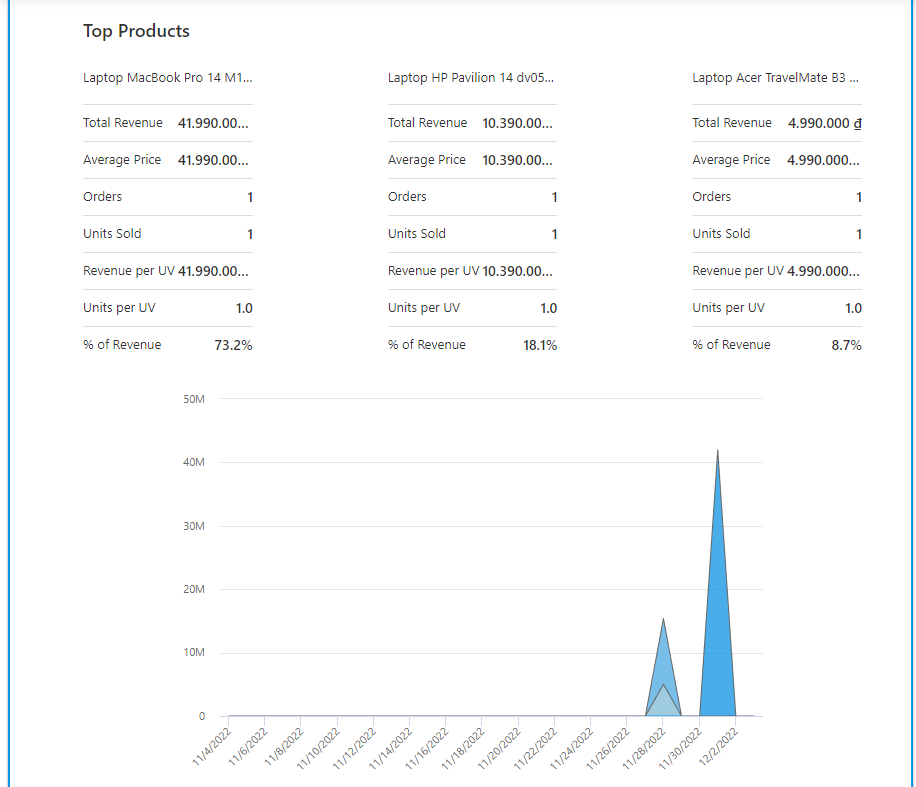 Top Products
Laptop MacBook Pro 14 M1... Laptop HP Pavilion 14 dv05... Laptop Acer TravelMate B3 ...
Total Revenue 41.990.00... Total Revenue 10.390.00... Total Revenue 4.990.000 ₫
Average Price 41.990.00... Average Price 10.390.00... Average Price 4.990.000...
Orders 1 Orders 1 Orders 1
Units Sold 1 Units Sold 1 Units Sold 1
Revenue per UV 41.990.00... Revenue per UV 10.390.00... Revenue per UV 4.990.000...
Units per UV 1.0 Units per UV 1.0 Units per UV 1.0
% of Revenue 73.2% % of Revenue 18.1% % of Revenue 8.7%
50M
40M
30M
20M
10M
0
11/4/2022 11/6/2022 11/8/2022 11/10/2022 11/12/2022 11/14/2022 11/16/2022 11/18/2022 11/20/2022 11/22/2022 11/24/2022 11/26/2022 11/28/2022 11/30/2022 12/2/2022